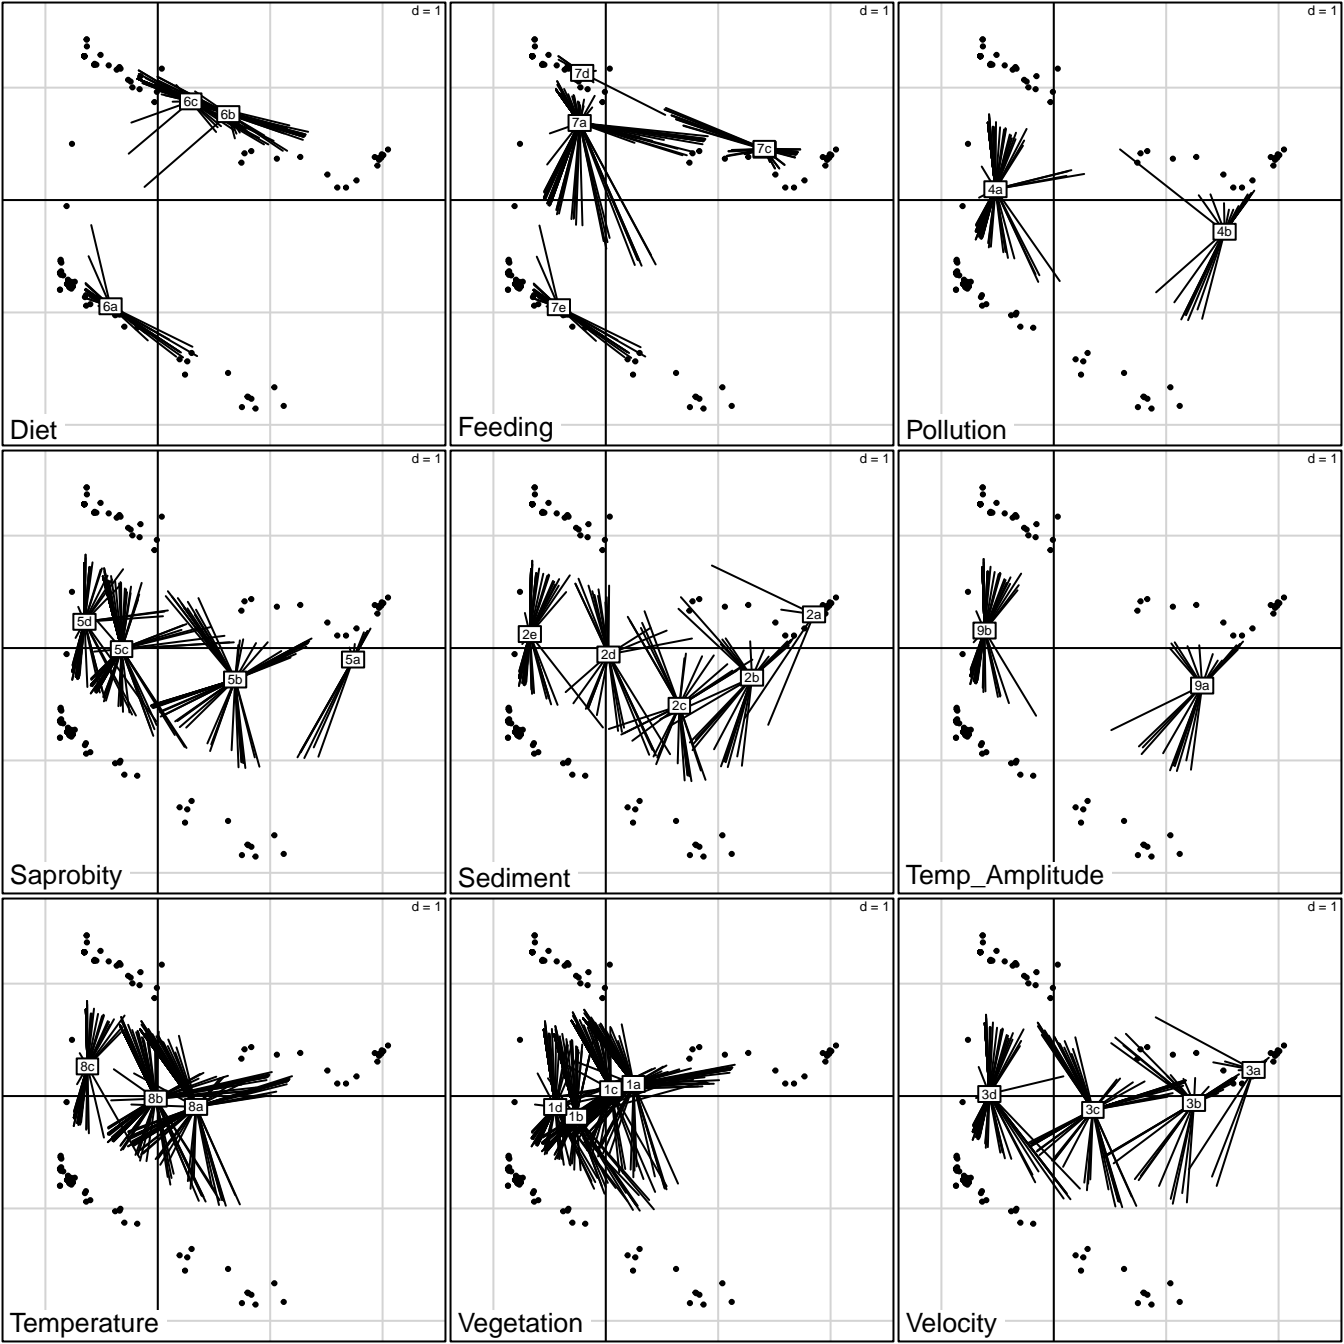 d = 1
6c
6b
6a
Diet
d = 1
7d
7a
7c
7e
Feeding
d = 1
4a
4b
Pollution
d = 1
5d
5c
5b
5a
Saprobity
d = 1
2a
2e
2d
2b
2c
Sediment
d = 1
9b
9a
Temp_Amplitude
d = 1
8c
8b
8a
Temperature
d = 1
1c
1a
1d
1b
Vegetation
d = 1
3a
3d
3b
3c
Velocity